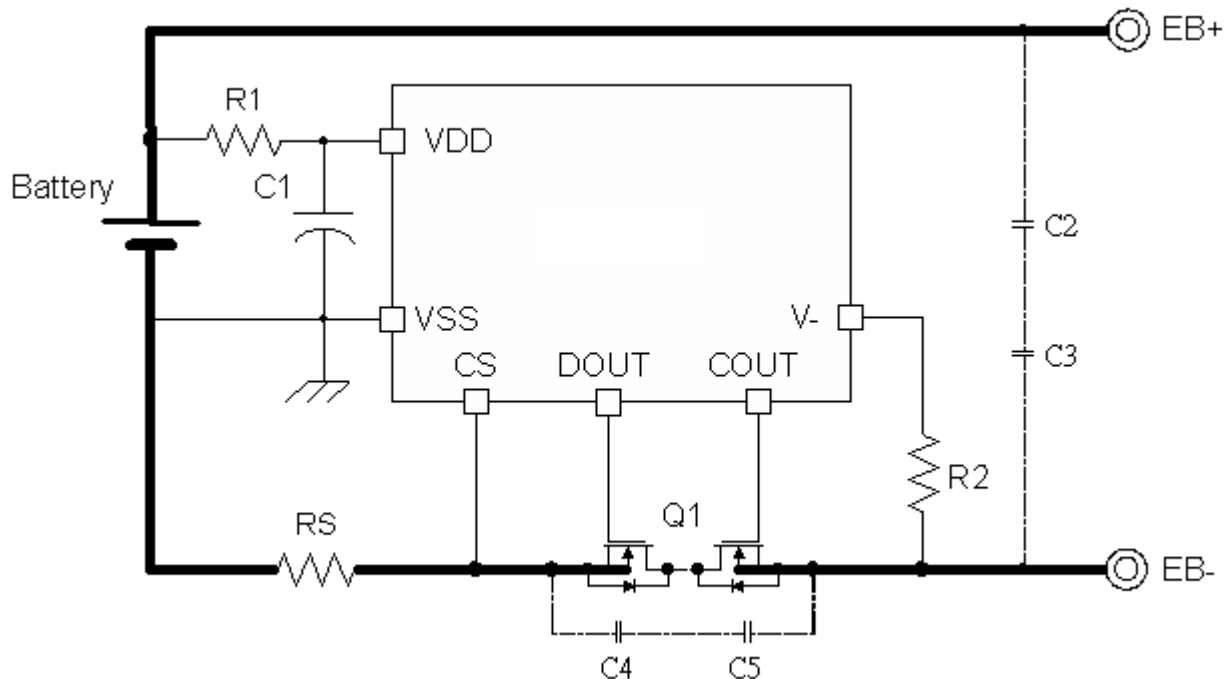 EB+
R1
VDD
Battery
C1
C2
VSS
V-
C3
CS
DOUT
COUT
R2
RS
Q1
EB-
C4
C5